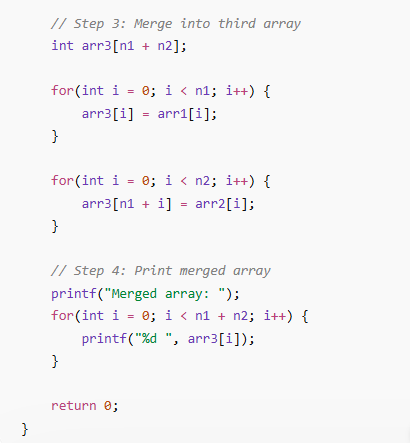 // Step 3: Merge into third array
int arr3[n1 + n2];
for(int i = 0; i < n1; i++) {
arr3[i] = arr1[i];
}
for(int i = 0; i < n2; i++) {
arr3[n1 + i] = arr2[i];
}
// Step 4: Print merged array
printf("Merged array: ");
for(int i = 0; i < n1 + n2; i++) {
printf("%d ", arr3[i]);
}
return 0;
}